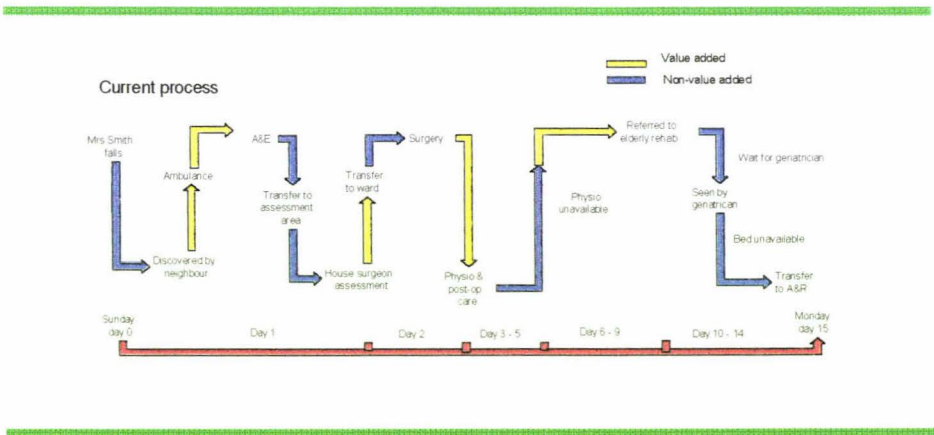 Value added
Non-value added
Current process
Mrs Smith
falls
Ambulance
Discovered by
neighbour
A&E
Transfer to
assessment
area
House surgeon
assessment
Transfer
to ward
Surgery
Physio &
post-op
care
Physio
unavailable
Referred to
elderly rehab
Wait for geriatrician
Seen by
geriatrican
Bed unavailable
Transfer
to A&R
Sunday
day 0
Day 1
Day 2
Day 3 - 5
Day 6 - 9
Day 10 - 14
Monday
day 15